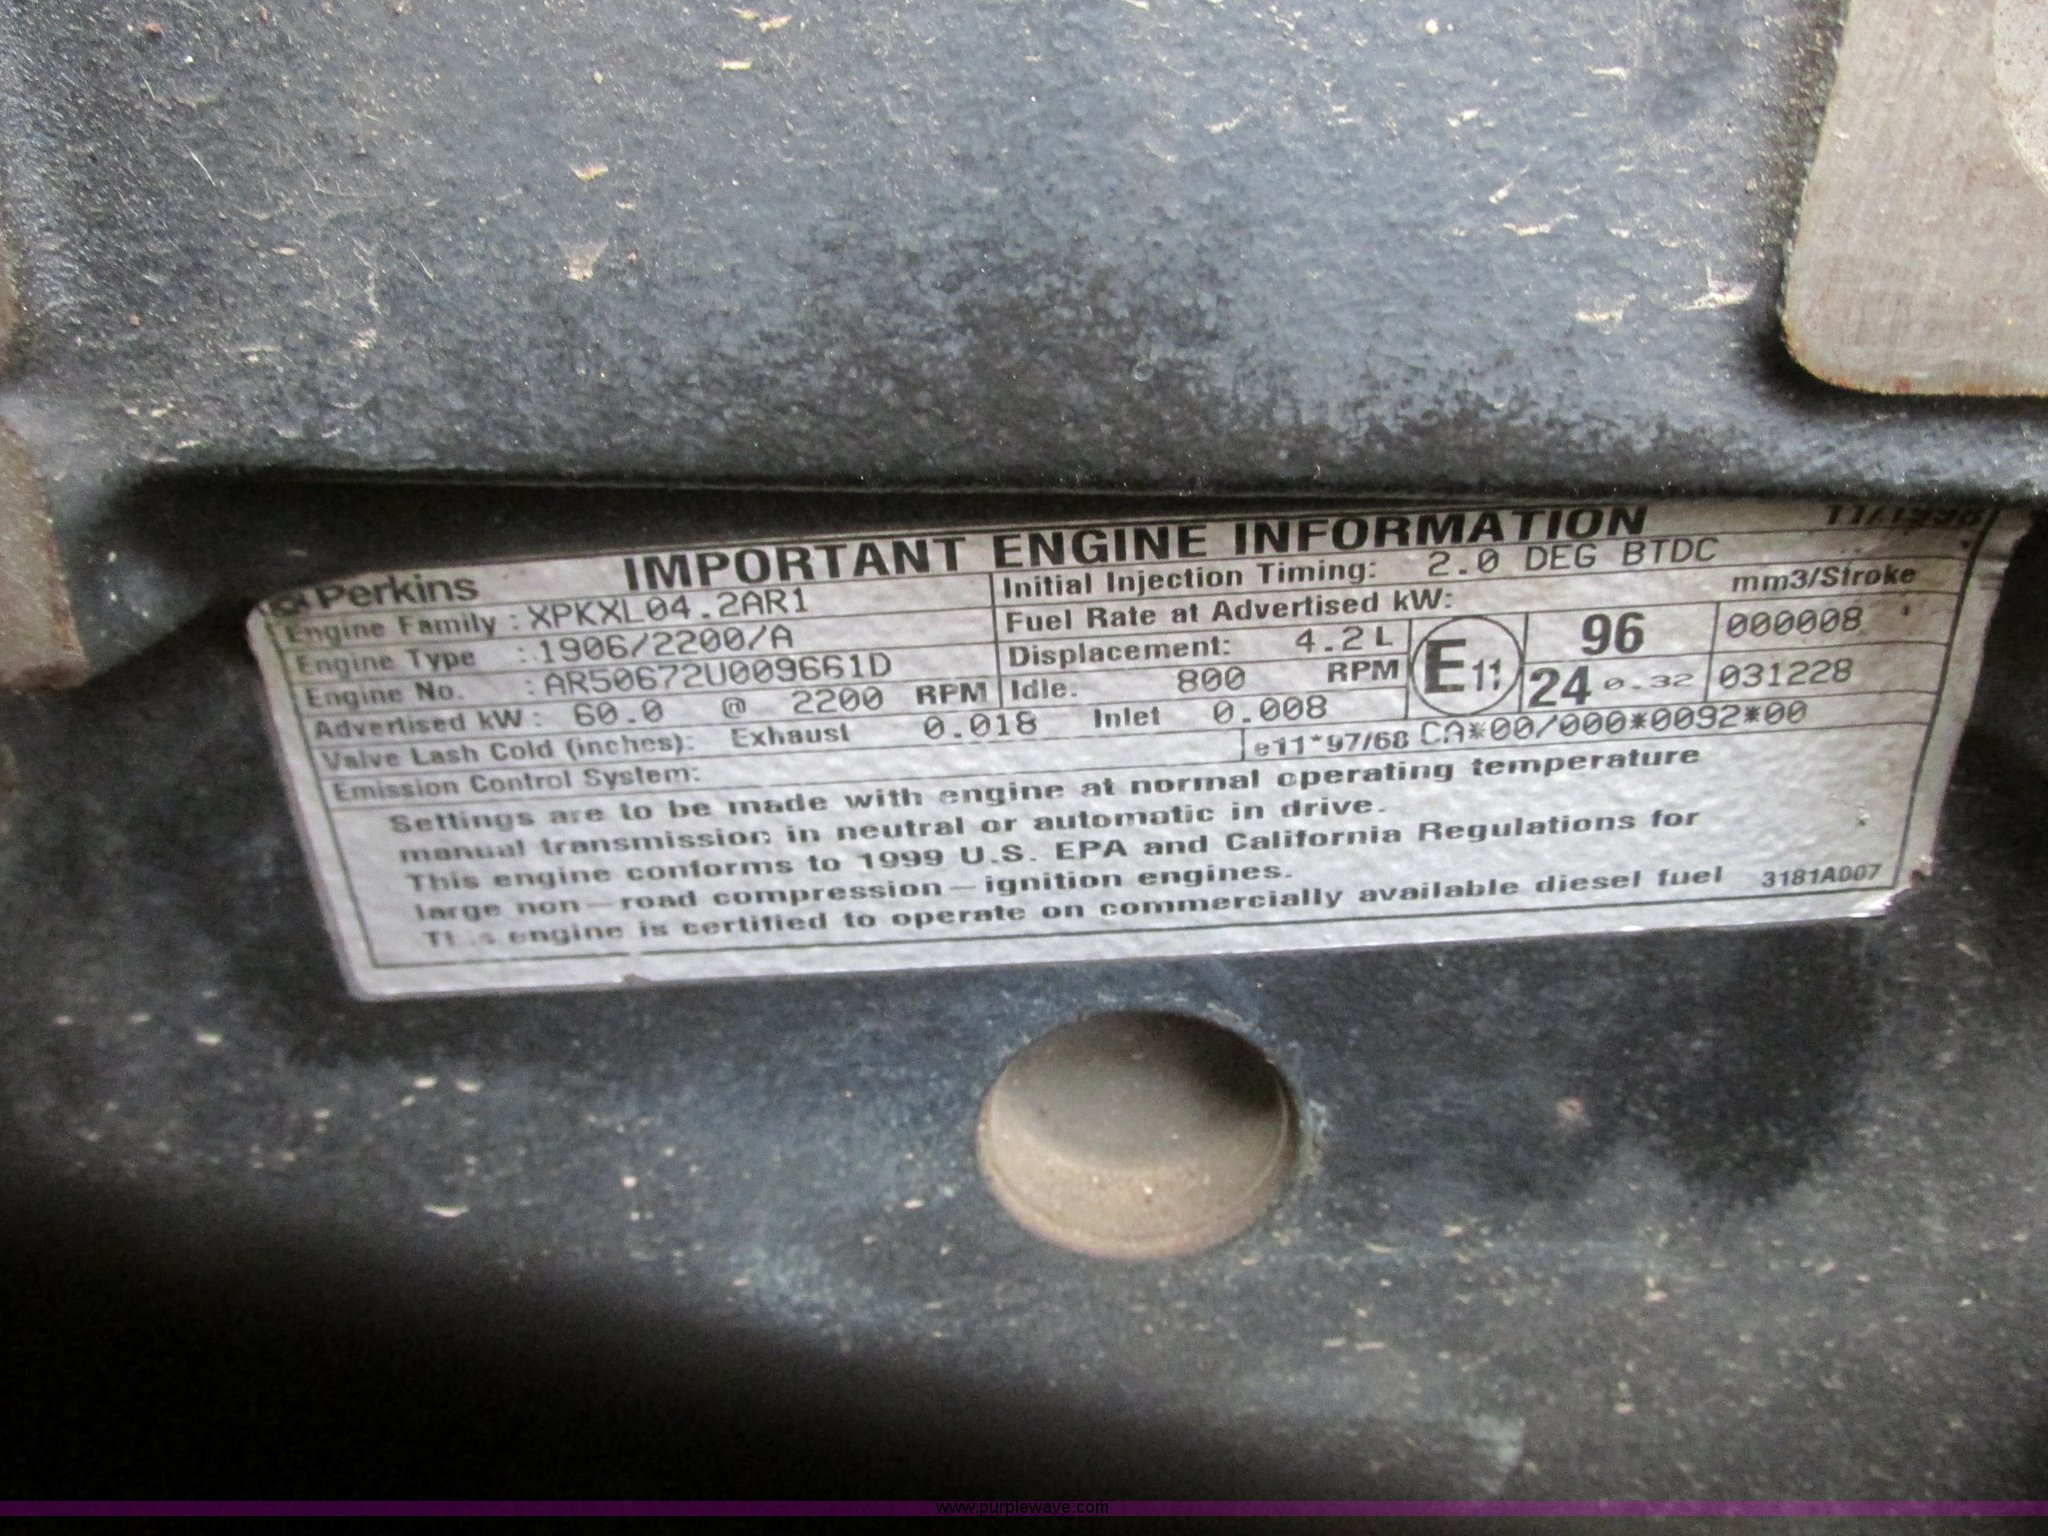 Perkins IMPORTANT ENGINE INFORMATION 11/1998
Engine Family : XPKXL04.2AR1 Initial Injection Timing: 2.0 DEG BTDC
Engine Type : 1906/2200/A Fuel Rate at Advertised kW: mm3/Stroke
Engine No. : AR50672U009661D Displacement: 4.2L E11 96 000008
Advertised kW : 60.0 @ 2200 RPM Idle: 800 RPM 24 0.32 031228
Valve Lash Cold (inches): Exhaust 0.018 Inlet 0.008
Emission Control System: e11*97/68 CA*00/000*0092*00
Settings are to be made with engine at normal operating temperature
manual transmission in neutral or automatic in drive.
This engine conforms to 1999 U.S. EPA and California Regulations for
large non-road compression-ignition engines.
This engine is certified to operate on commercially available diesel fuel 3181A007
www.purplewave.com